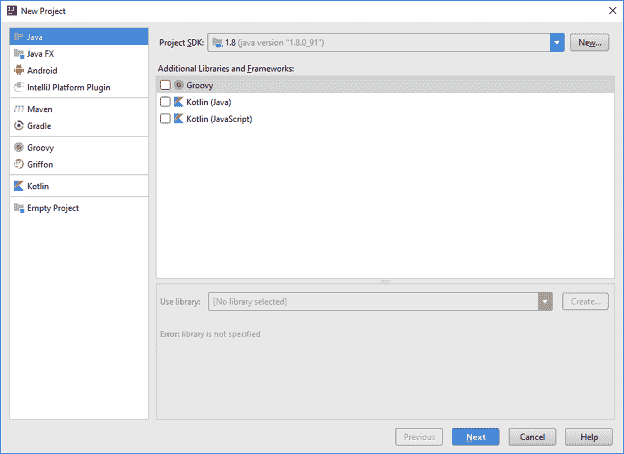 New Project
Java
Java FX
Android
IntelliJ Platform Plugin
Maven
Gradle
Groovy
Griffon
Kotlin
Empty Project
Project SDK: 1.8 (java version "1.8.0_91") New...
Additional Libraries and Frameworks:
Groovy
Kotlin (Java)
Kotlin (JavaScript)
Use library: [No library selected] Create...
Error: library is not specified
Previous Next Cancel Help